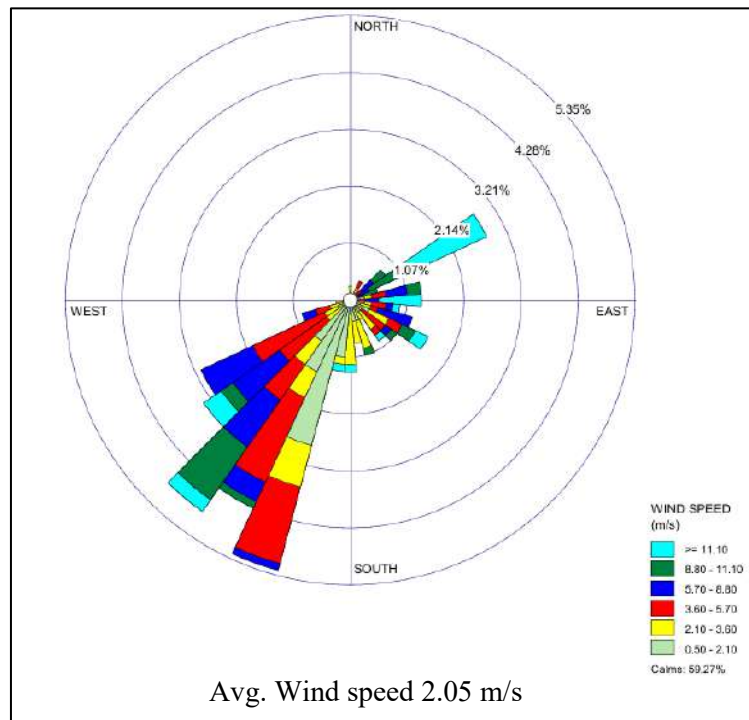 NORTH
5.35%
4.28%
3.21%
2.14%
1.07%
WEST
EAST
SOUTH
WIND SPEED
(m/s)
>= 11.10
8.80 - 11.10
5.70 - 8.80
3.60 - 5.70
2.10 - 3.60
0.50 - 2.10
Calms: 59.27%
Avg. Wind speed 2.05 m/s